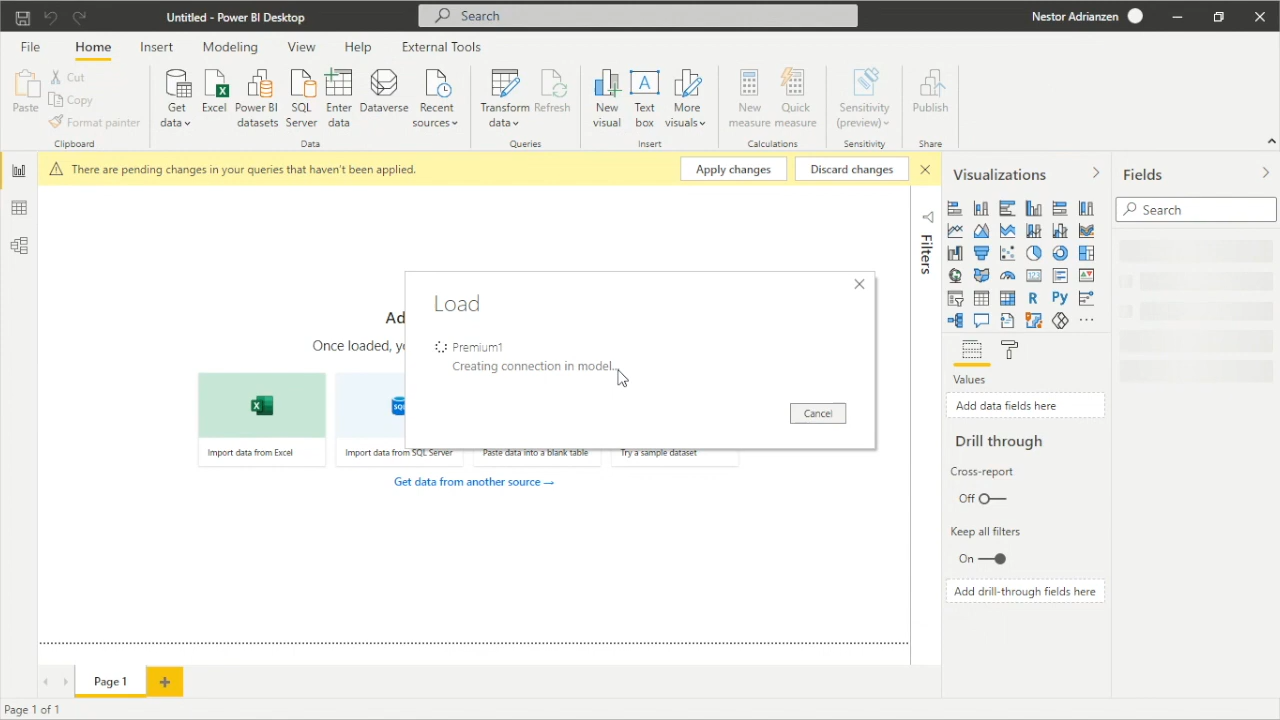 Untitled - Power BI Desktop
Search
Nestor Adrianzen
File
Home
Insert
Modeling
View
Help
External Tools
Paste
Cut
Copy
Format painter
Clipboard
Get data
Excel
Power BI datasets
SQL Server
Enter data
Dataverse
Recent sources
Data
Transform data
Refresh
Queries
New visual
Text box
More visuals
Insert
New measure
Quick measure
Calculations
Sensitivity (preview)
Sensitivity
Publish
Share
There are pending changes in your queries that haven't been applied.
Apply changes
Discard changes
Filters
Visualizations
Fields
Search
Ad
Once loaded, yo
Load
Premium1
Creating connection in model...
Cancel
SQL
Import data from Excel
Import data from SQL Server
Paste data into a blank table
Try a sample dataset
Get data from another source →
R
Py
123
Values
Add data fields here
Drill through
Cross-report
Off
Keep all filters
On
Add drill-through fields here
Page 1
Page 1 of 1